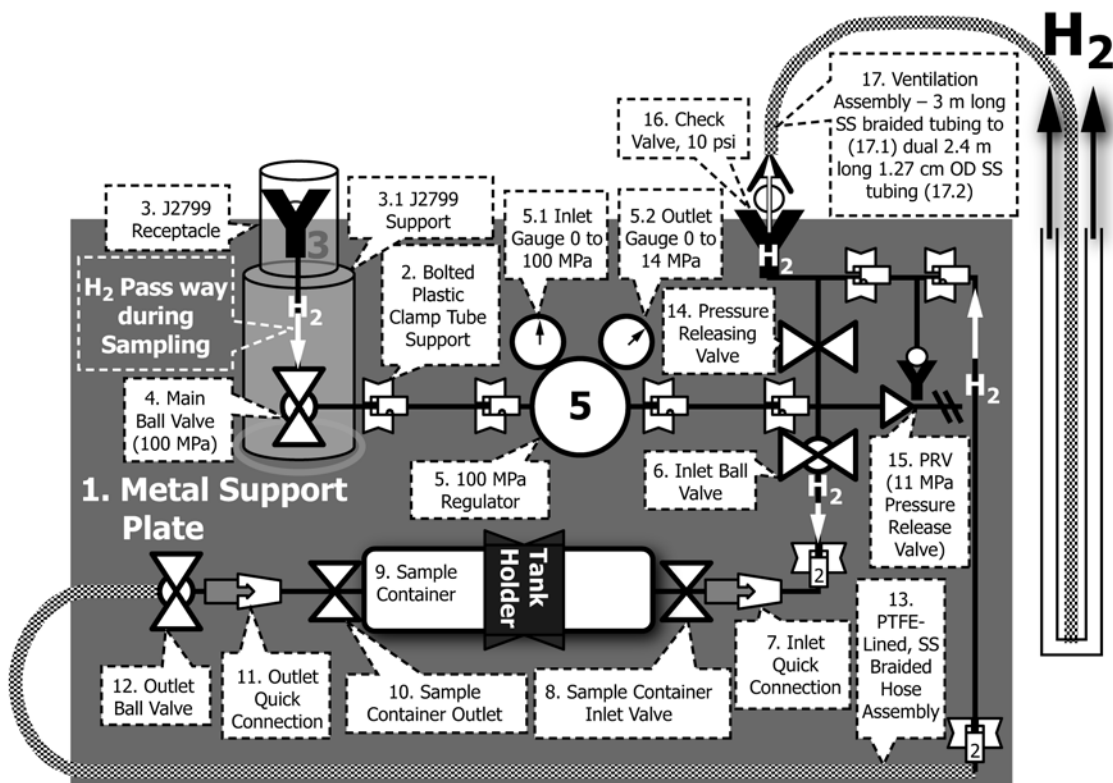 H2
17. Ventilation
Assembly – 3 m long
SS braided tubing to
(17.1) dual 2.4 m
long 1.27 cm OD SS
tubing (17.2)
16. Check
Valve, 10 psi
3. J2799
Receptacle
3
3.1 J2799
Support
5.1 Inlet
Gauge 0 to
100 MPa
5.2 Outlet
Gauge 0 to
14 MPa
H2 Pass way
during
Sampling
H2
2. Bolted
Plastic
Clamp Tube
Support
H2
14. Pressure
Releasing
Valve
4. Main
Ball Valve
(100 MPa)
5
H2
5. 100 MPa
Regulator
6. Inlet Ball
Valve
H2
15. PRV
(11 MPa
Pressure
Release
Valve)
1. Metal Support
Plate
9. Sample
Container
Tank
Holder
2
12. Outlet
Ball Valve
11. Outlet
Quick
Connection
10. Sample
Container Outlet
8. Sample Container
Inlet Valve
7. Inlet
Quick
Connection
13.
PTFE-
Lined, SS
Braided
Hose
Assembly
2